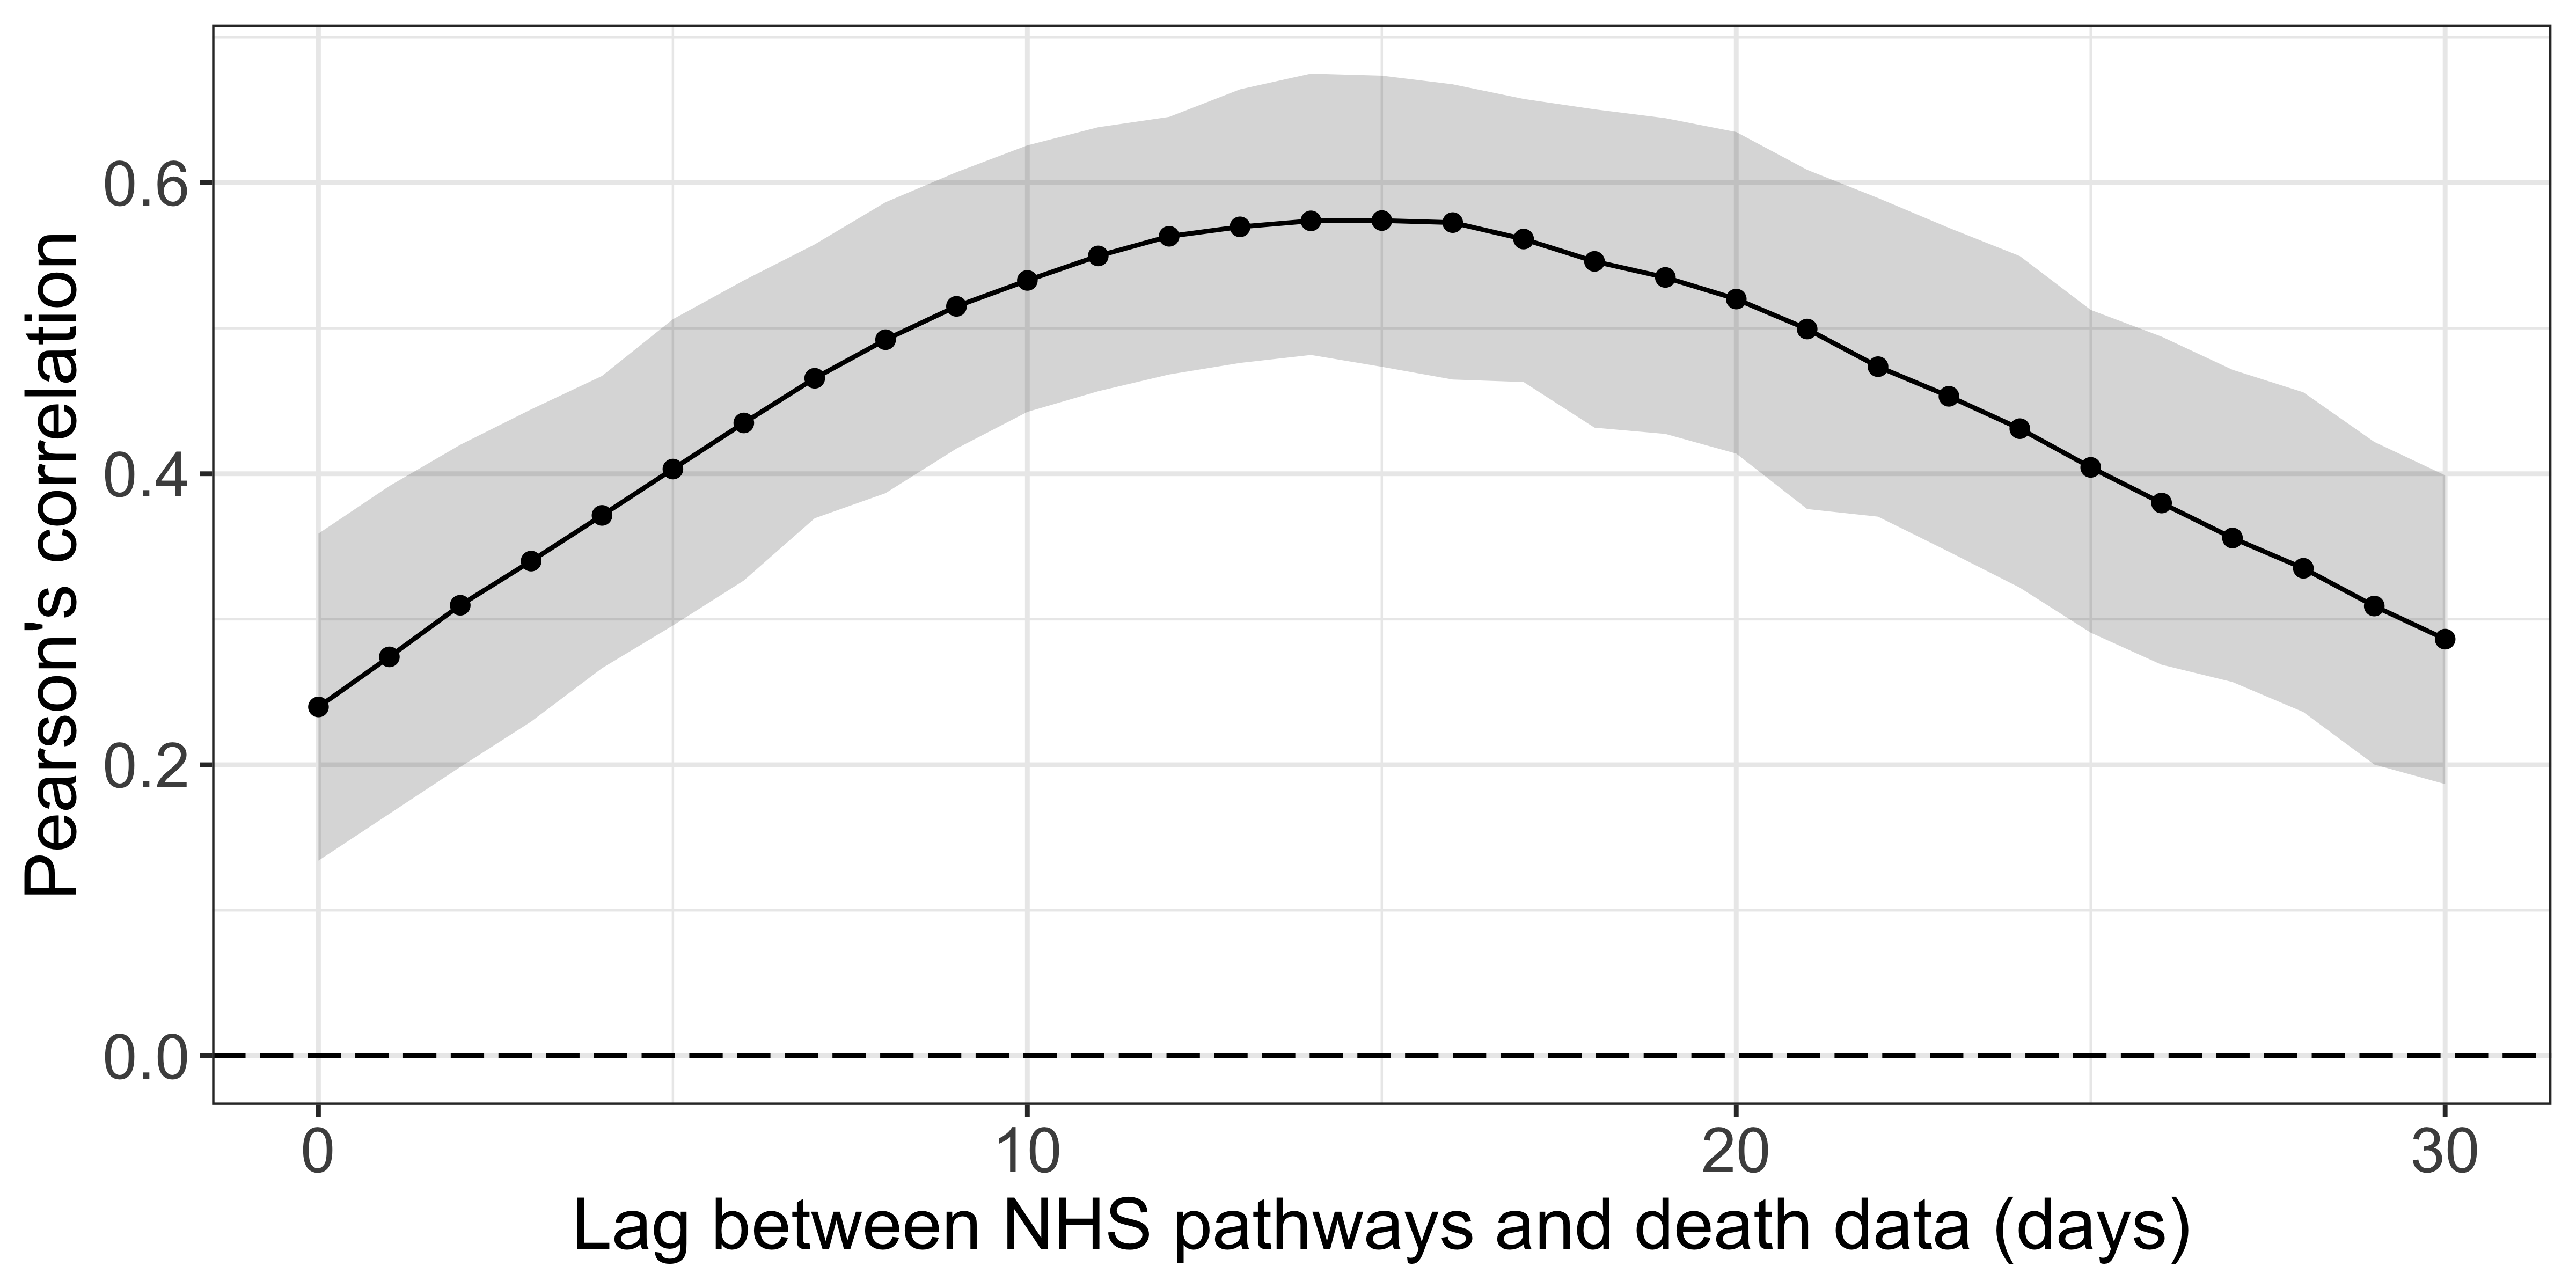 Pearson's correlation
0.6
0.4
0.2
0.0
0 10 20 30
Lag between NHS pathways and death data (days)